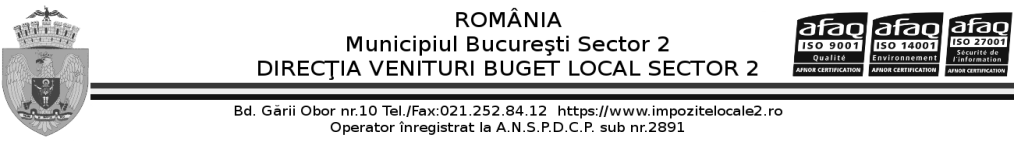 ROMÂNIA
Municipiul Bucureşti Sector 2
DIRECŢIA VENITURI BUGET LOCAL SECTOR 2
afaq
ISO 9001
Qualité
AFNOR CERTIFICATION
afaq
ISO 14001
Environnement
AFNOR CERTIFICATION
afaq
ISO 27001
Sécurité de
l'information
AFNOR CERTIFICATION
Bd. Gării Obor nr.10 Tel./Fax:021.252.84.12 https://www.impozitelocale2.ro
Operator înregistrat la A.N.S.P.D.C.P. sub nr.2891